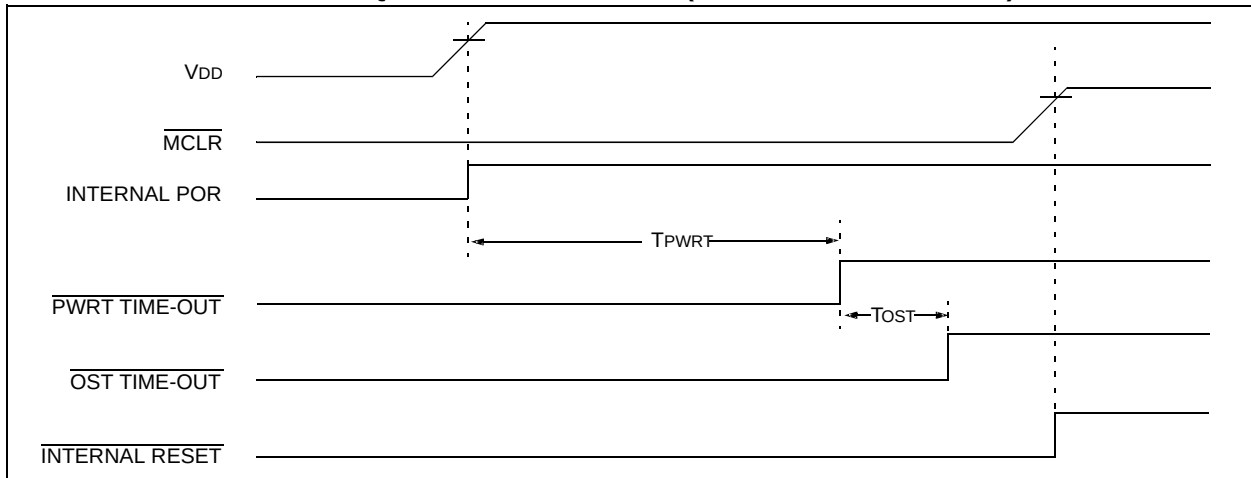 VDD
MCLR
INTERNAL POR
TPWRT
PWRT TIME-OUT
TOST
OST TIME-OUT
INTERNAL RESET